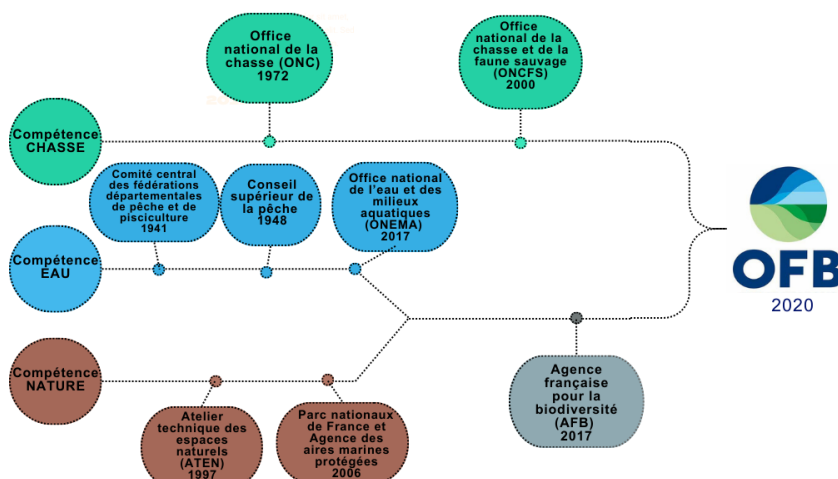 Office
national de la
chasse (ONC)
1972
Office
national de la
chasse et de la
faune sauvage
(ONCFS)
2000
Compétence
CHASSE
Comité central
des fédérations
départementales
de pêche et de
pisciculture
1941
Conseil
supérieur de
la pêche
1948
Office national
de l'eau et des
milieux
aquatiques
(ONEMA)
2017
Compétence
EAU
OFB
2020
Compétence
NATURE
Atelier
technique des
espaces
naturels
(ATEN)
1997
Parc nationaux
de France et
Agence des
aires marines
protégées
2006
Agence
française
pour la
biodiversité
(AFB)
2017